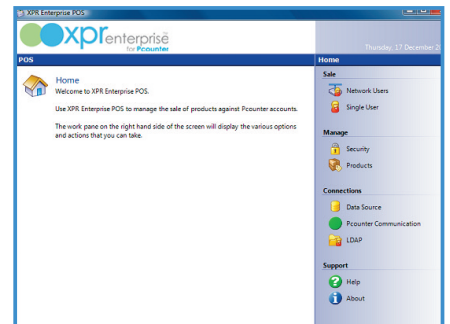 XPR Enterprise POS
xprenterprise
for Pcounter
Thursday, 17 December 20
POS
Home
Home
Welcome to XPR Enterprise POS.
Use XPR Enterprise POS to manage the sale of products against Pcounter accounts.
The work pane on the right hand side of the screen will display the various options
and actions that you can take.
Sale
Network Users
Single User
Manage
Security
Products
Connections
Data Source
Pcounter Communication
LDAP
Support
Help
About